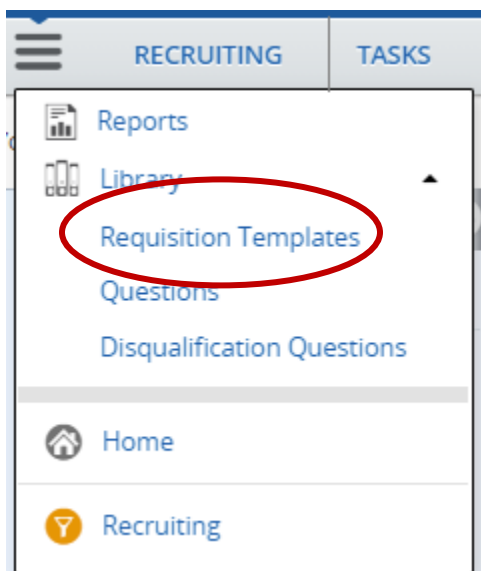 RECRUITING TASKS
Reports
Library
Requisition Templates
Questions
Disqualification Questions
Home
Recruiting